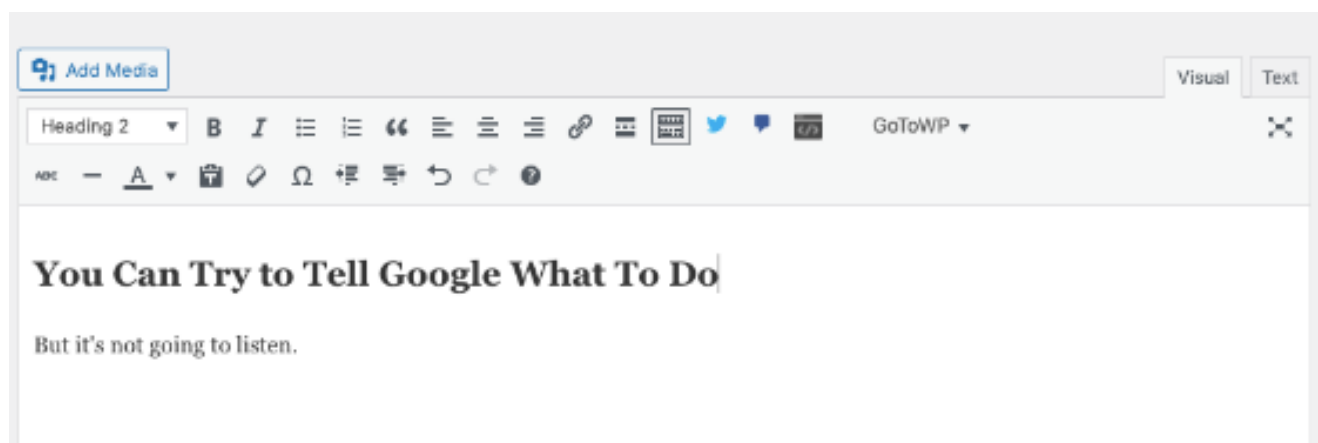 Add Media
Visual Text
Heading 2 B I GoToWP
ABC A Ω
You Can Try to Tell Google What To Do
But it's not going to listen.